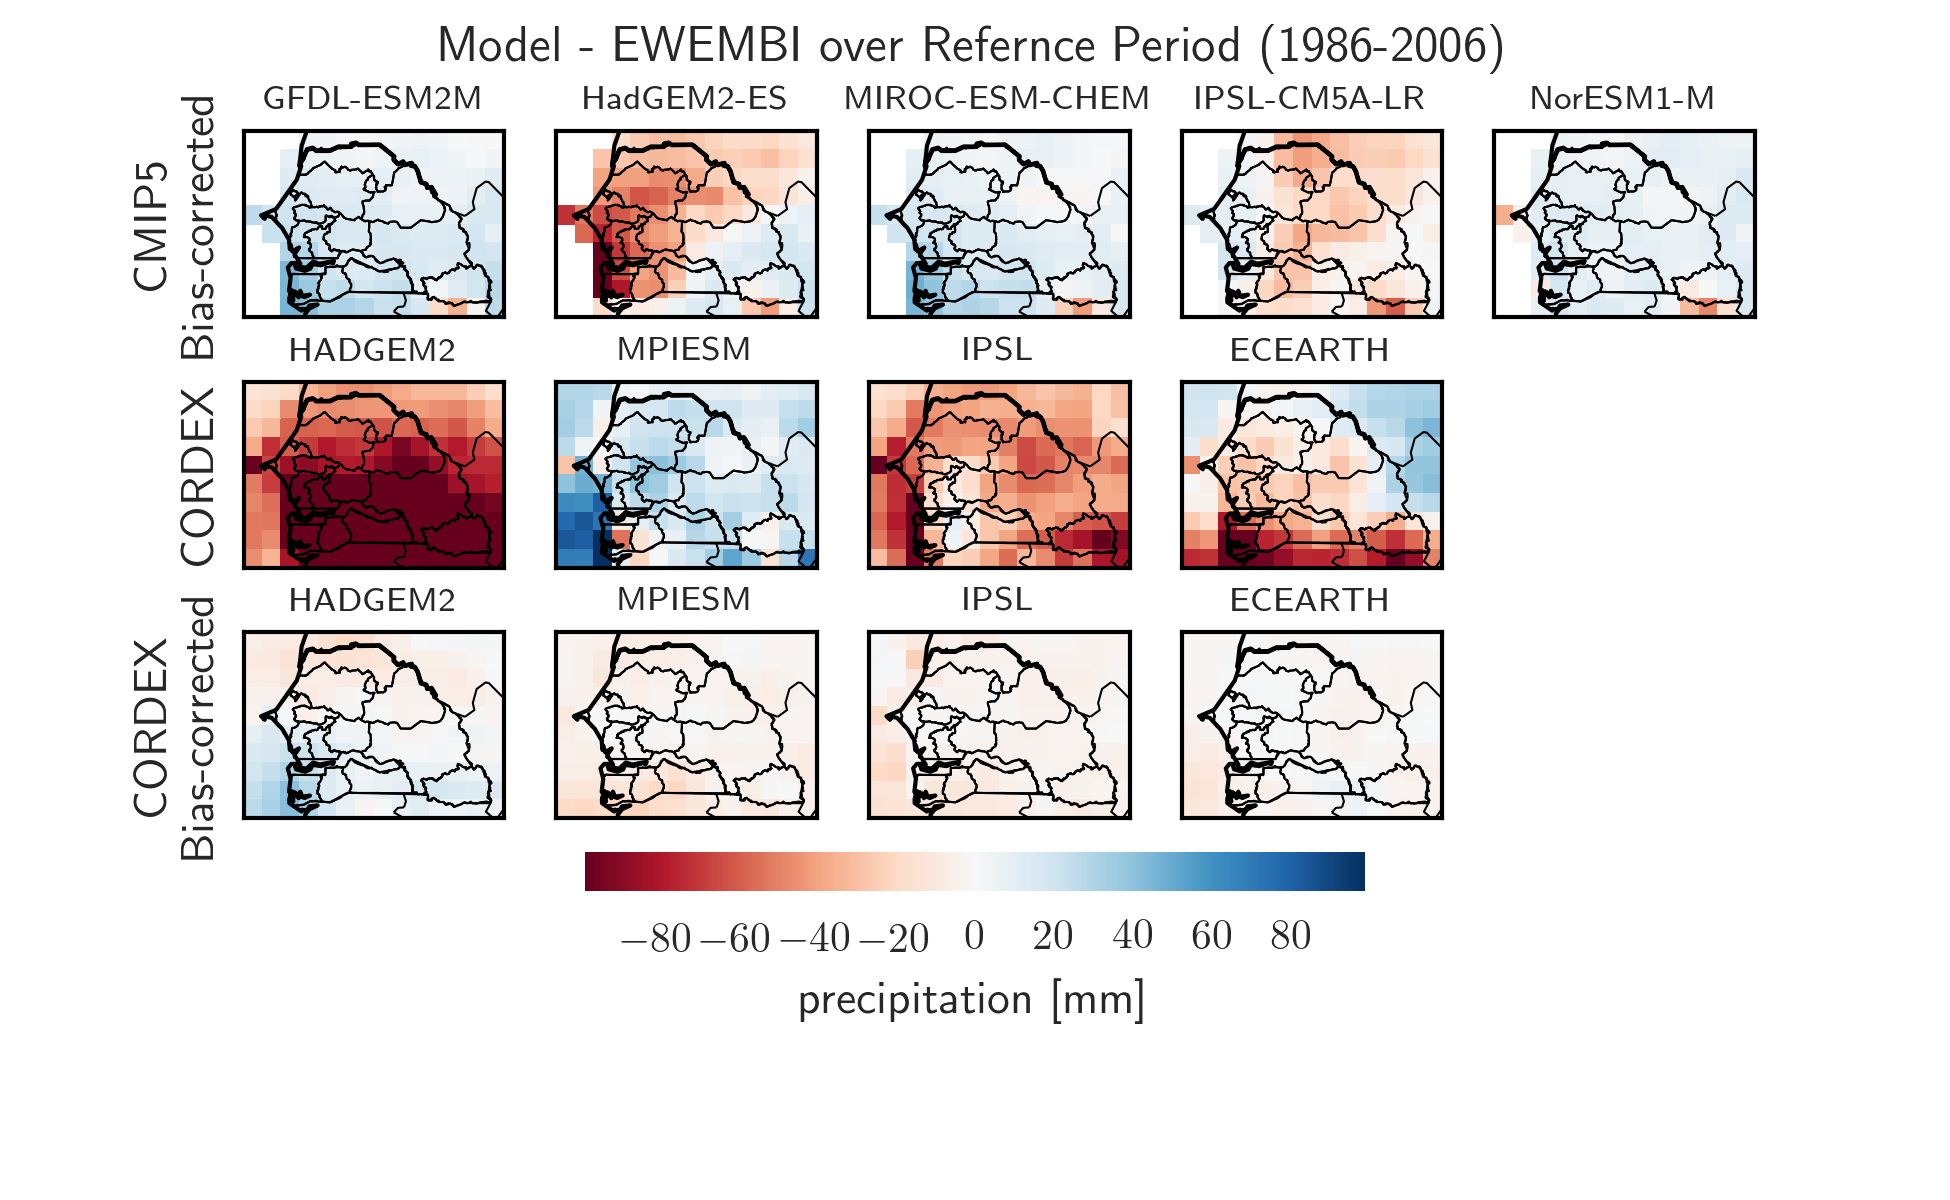 Model - EWEMBI over Refernce Period (1986-2006)
CMIP5
Bias-corrected
GFDL-ESM2M
HadGEM2-ES
MIROC-ESM-CHEM
IPSL-CM5A-LR
NorESM1-M
CORDEX
HADGEM2
MPIESM
IPSL
ECEARTH
CORDEX
Bias-corrected
HADGEM2
MPIESM
IPSL
ECEARTH
−80 −60 −40 −20 0 20 40 60 80
precipitation [mm]